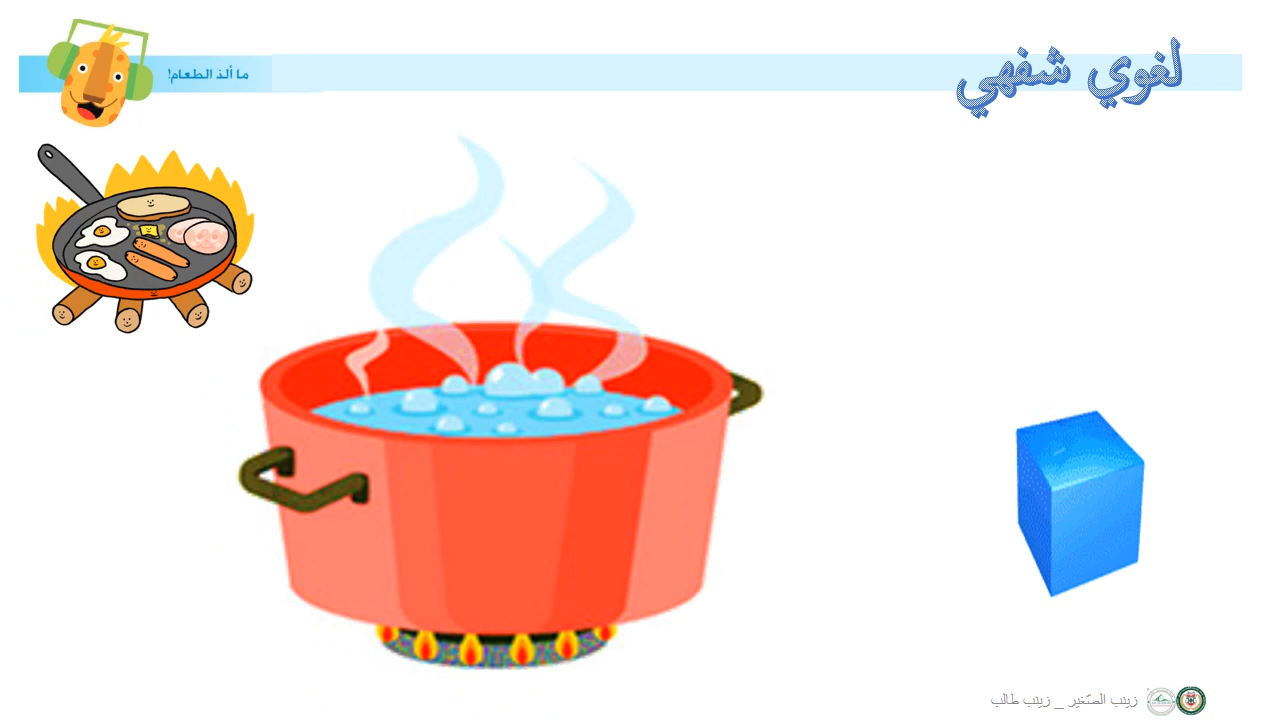 لغوي شفهي
ما ألذ الطعام!
زينب الصّغير _ زينب طالب